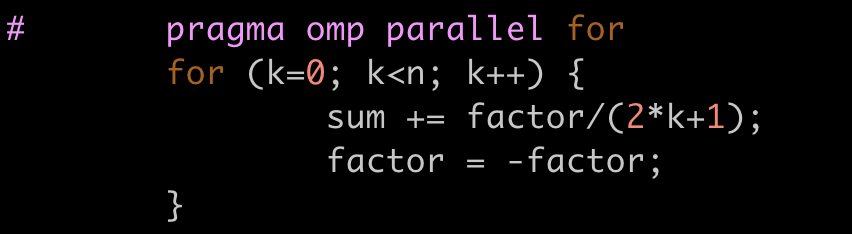 #       pragma omp parallel for
        for (k=0; k<n; k++) {
                sum += factor/(2*k+1);
                factor = -factor;
        }